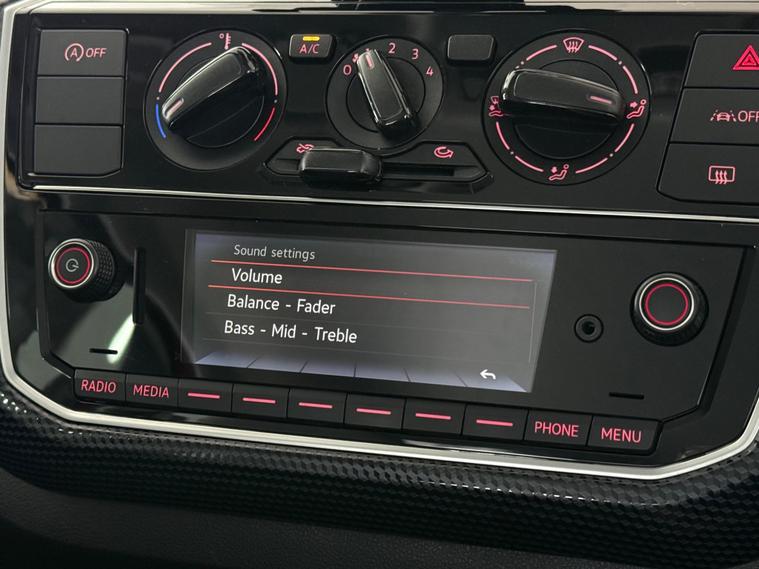 A OFF
°
A/C
0 2 3 4
OFF
Sound settings
Volume
Balance - Fader
Bass - Mid - Treble
RADIO MEDIA PHONE MENU